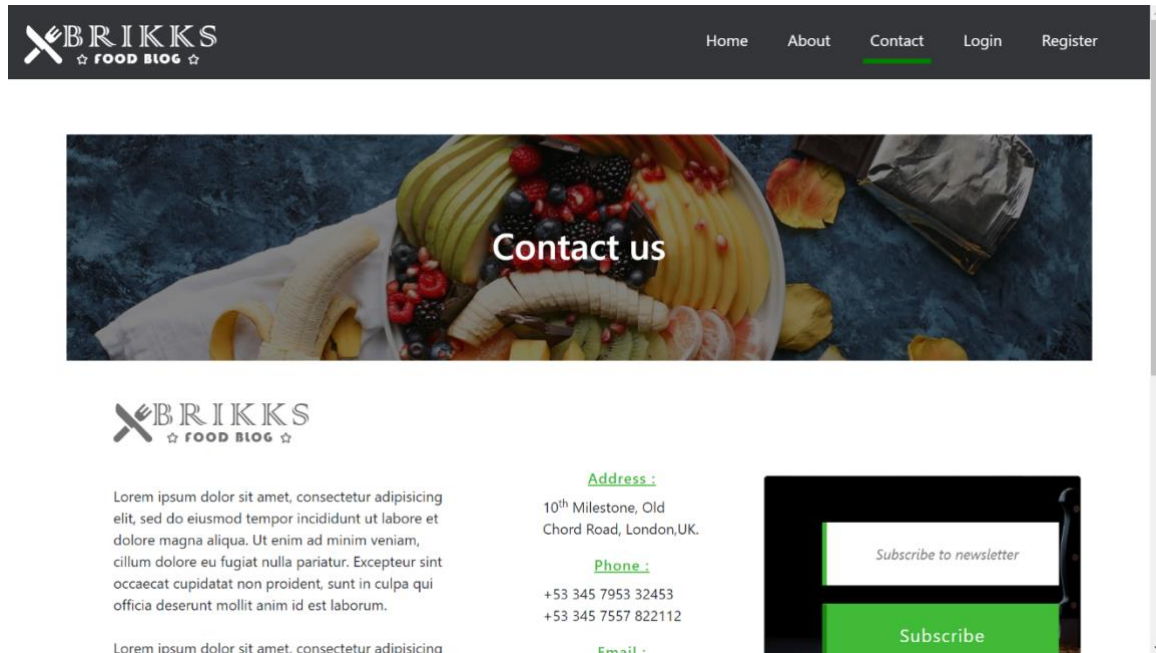 BRIKKS
☆ FOOD BLOG ☆
Home About Contact Login Register
Contact us
BRIKKS
☆ FOOD BLOG ☆
Lorem ipsum dolor sit amet, consectetur adipisicing
elit, sed do eiusmod tempor incididunt ut labore et
dolore magna aliqua. Ut enim ad minim veniam,
cillum dolore eu fugiat nulla pariatur. Excepteur sint
occaecat cupidatat non proident, sunt in culpa qui
officia deserunt mollit anim id est laborum.
Lorem ipsum dolor sit amet, consectetur adipisicing
Address :
10th Milestone, Old
Chord Road, London,UK.
Phone :
+53 345 7953 32453
+53 345 7557 822112
Email :
Subscribe to newsletter
Subscribe